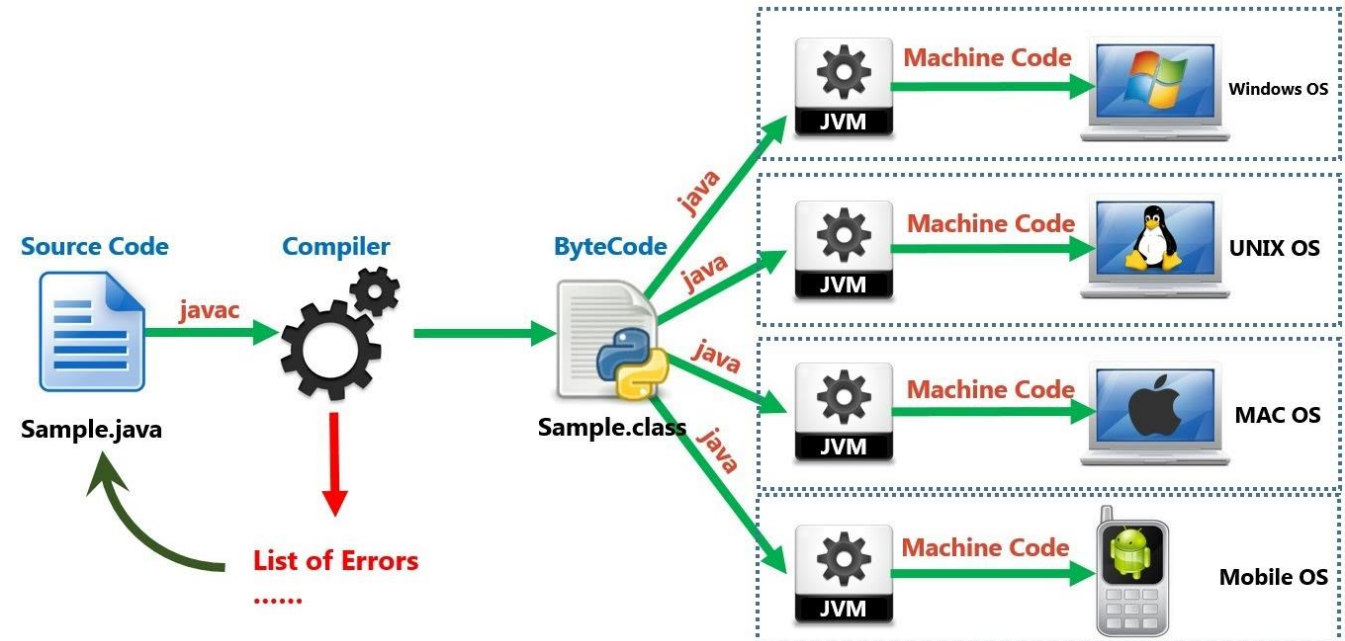 Source Code
javac
Sample.java
Compiler
List of Errors
......
ByteCode
Sample.class
java
java
java
java
JVM
Machine Code
Windows OS
JVM
Machine Code
UNIX OS
JVM
Machine Code
MAC OS
JVM
Machine Code
Mobile OS